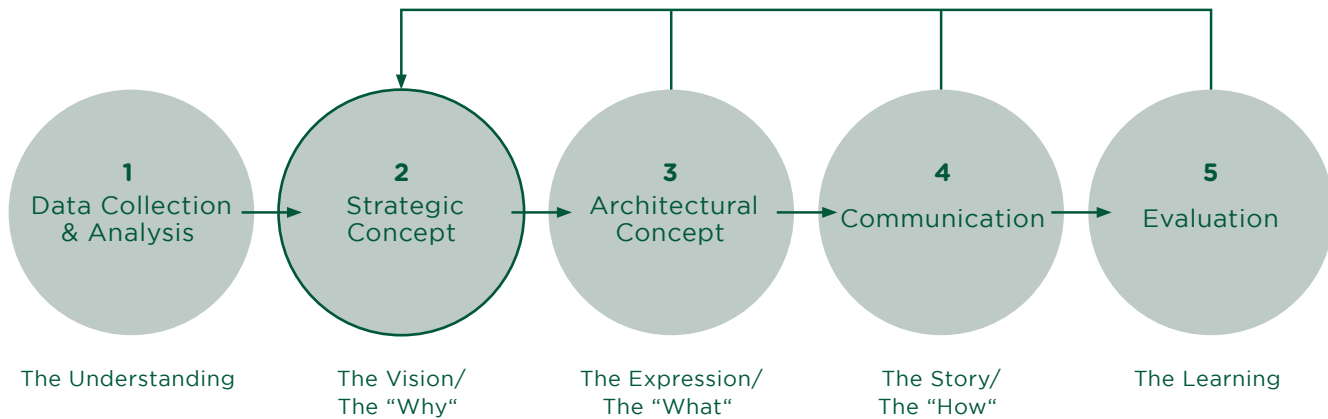 1
Data Collection
& Analysis
2
Strategic
Concept
3
Architectural
Concept
4
Communication
5
Evaluation
The Understanding
The Vision/
The “Why“
The Expression/
The “What“
The Story/
The “How“
The Learning